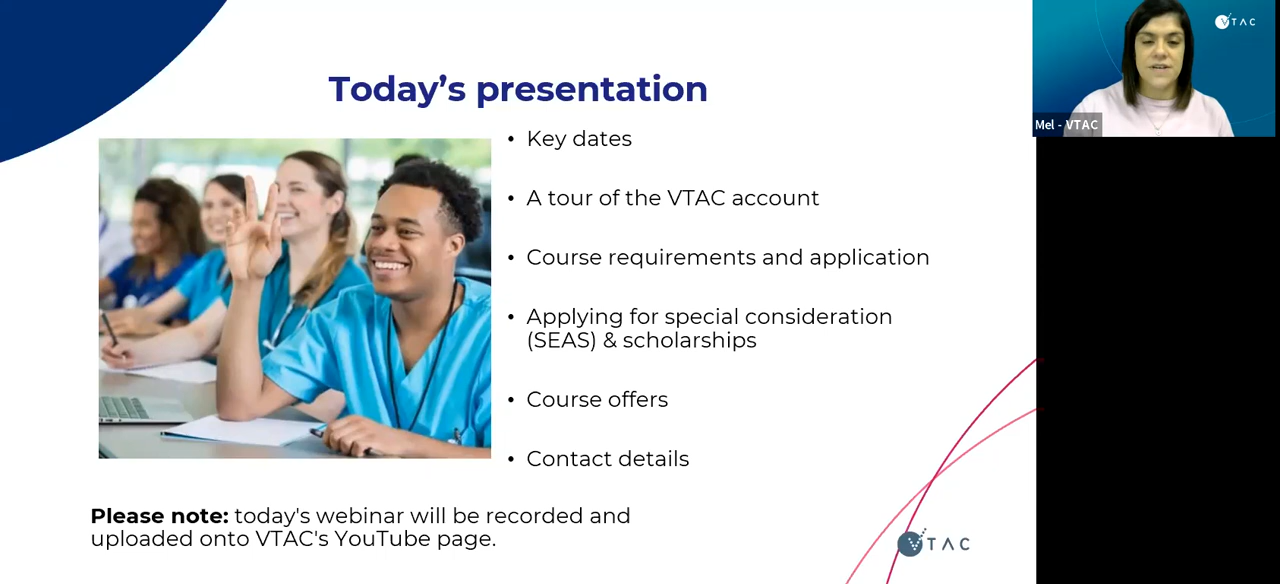 Today’s presentation
• Key dates
• A tour of the VTAC account
• Course requirements and application
• Applying for special consideration
(SEAS) & scholarships
• Course offers
• Contact details
Please note: today's webinar will be recorded and
uploaded onto VTAC's YouTube page.
VTAC
VTAC
Mel - VTAC